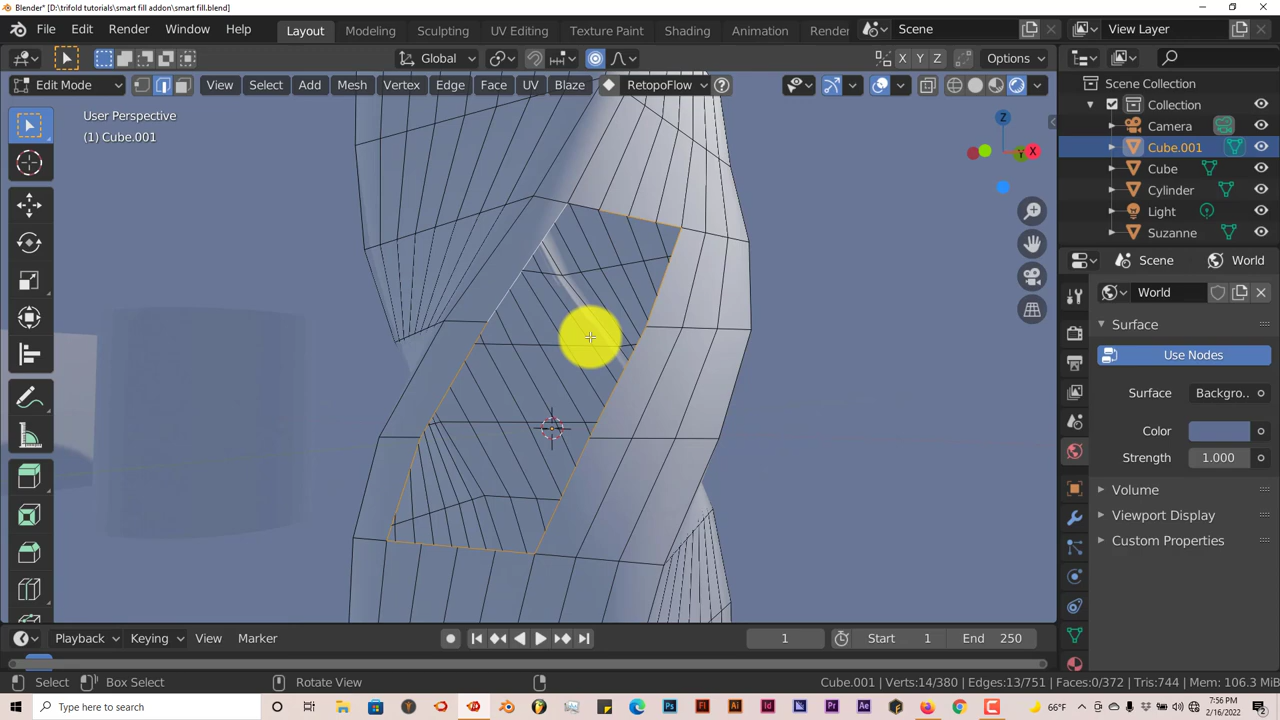 Blender* [D:\trifold tutorials\smart fill addon\smart fill.blend]
File Edit Render Window Help Layout Modeling Sculpting UV Editing Texture Paint Shading Animation Render Scene View Layer
Global X Y Z Options
Edit Mode View Select Add Mesh Vertex Edge Face UV Blaze RetopoFlow
User Perspective
(1) Cube.001
Z
Y X
Scene Collection
Collection
Camera
Cube.001
Cube
Cylinder
Light
Suzanne
Scene World
World
Surface
Use Nodes
Surface Backgro..
Color
Strength 1.000
Volume
Viewport Display
Custom Properties
Playback Keying View Marker 1 Start 1 End 250
Select Box Select Rotate View Cube.001 | Verts:14/380 | Edges:13/751 | Faces:0/372 | Tris:744 | Mem: 106.3 MiB
Type here to search 66°F 7:56 PM
2/16/2022